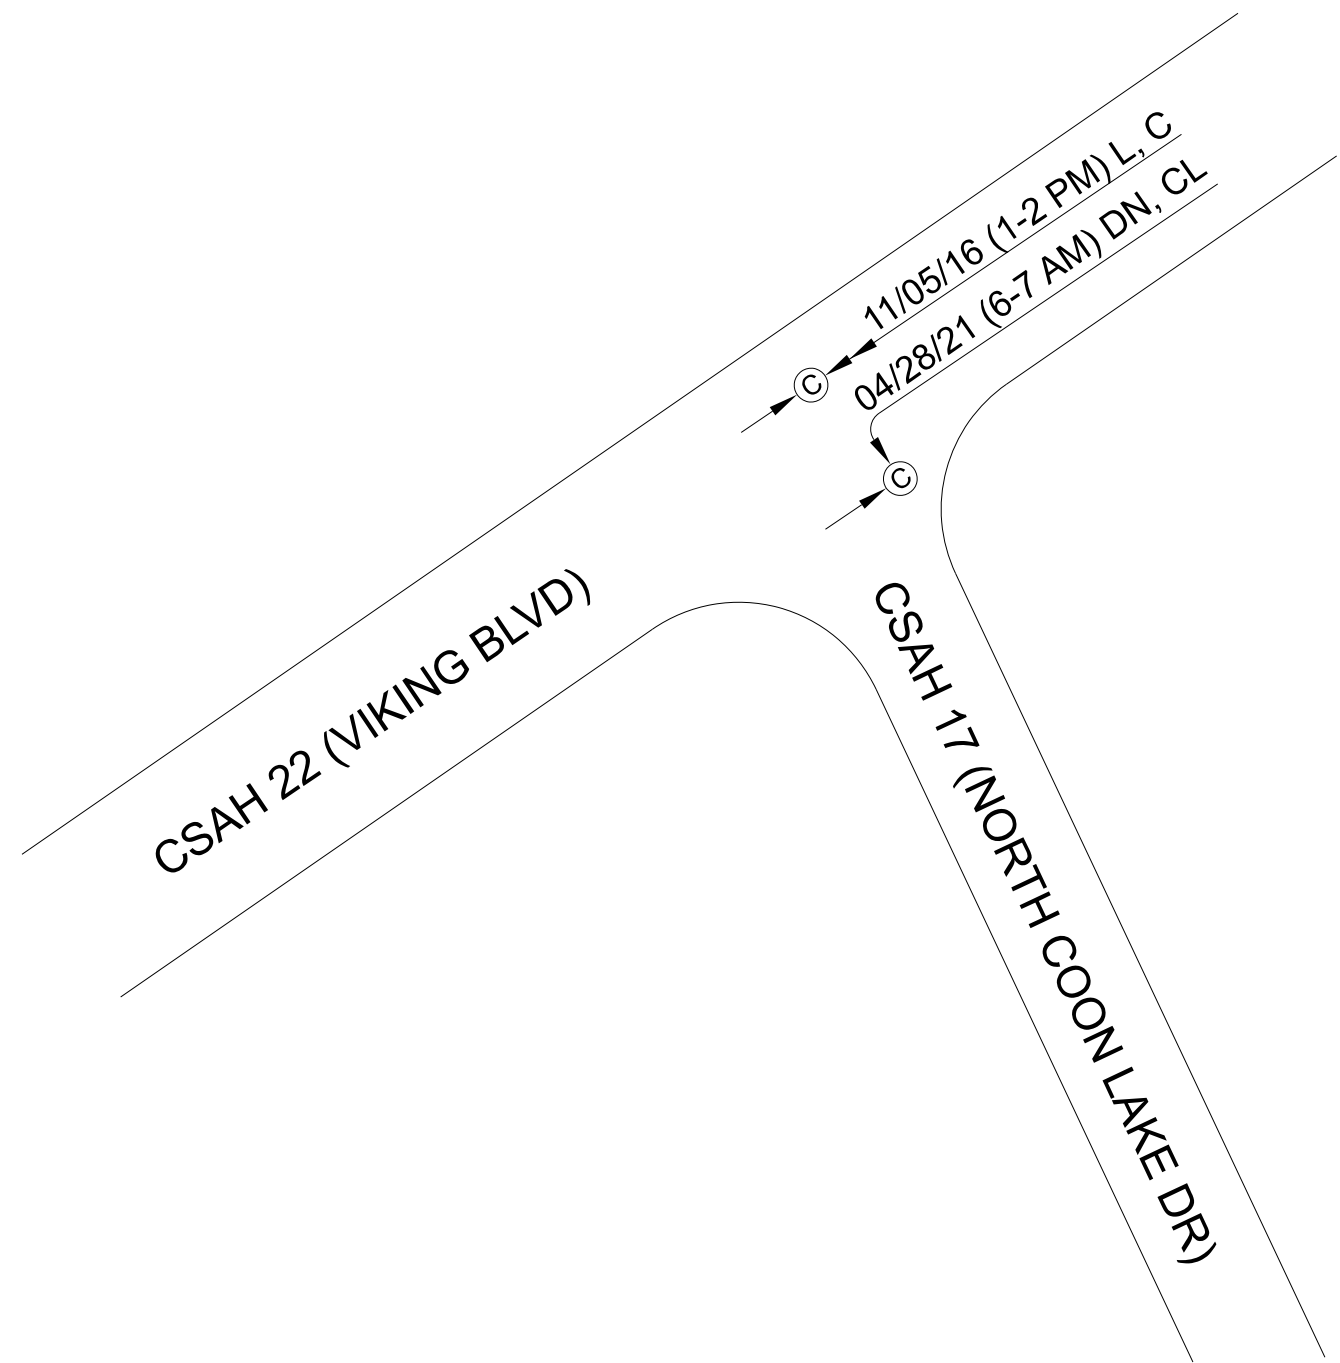 11/05/16 (1-2 PM) L, C
04/28/21 (6-7 AM) DN, CL
C
C
CSAH 22 (VIKING BLVD)
CSAH 17 (NORTH COON LAKE DR)